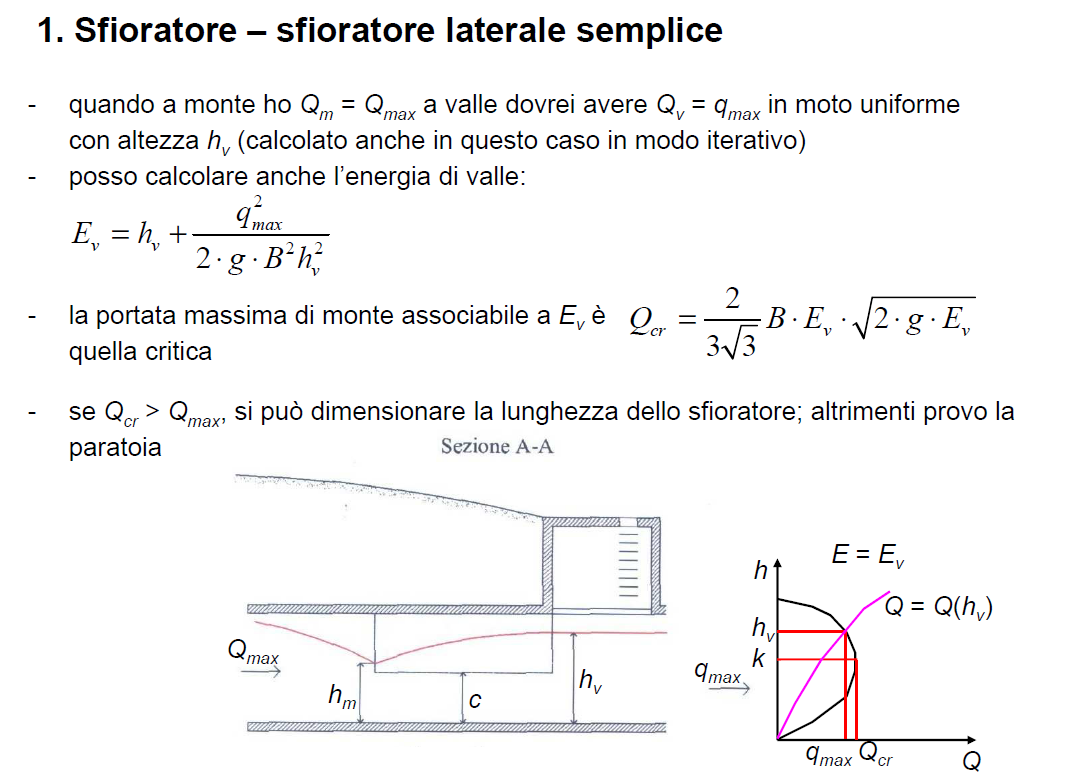 1. Sfioratore – sfioratore laterale semplice
- quando a monte ho Qm = Qmax a valle dovrei avere Qv = qmax in moto uniforme
con altezza hv (calcolato anche in questo caso in modo iterativo)
- posso calcolare anche l'energia di valle:
Ev = hv + q²max / (2 · g · B² h²v)
- la portata massima di monte associabile a Ev è Qcr = 2 / (3√3) B · Ev · √(2 · g · Ev)
quella critica
- se Qcr > Qmax, si può dimensionare la lunghezza dello sfioratore; altrimenti provo la
paratoia
Sezione A-A
E = Ev
h
Q = Q(hv)
hv
k
Qmax
qmax
hm
c
hv
qmax Qcr
Q